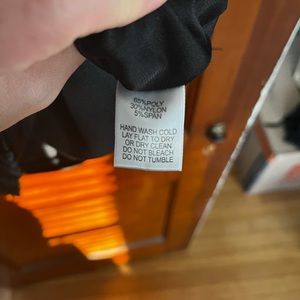 65%POLY
30%NYLON
5%SPAN
HAND WASH COLD
LAY FLAT TO DRY
OR DRY CLEAN
DO NOT BLEACH
DO NOT TUMBLE